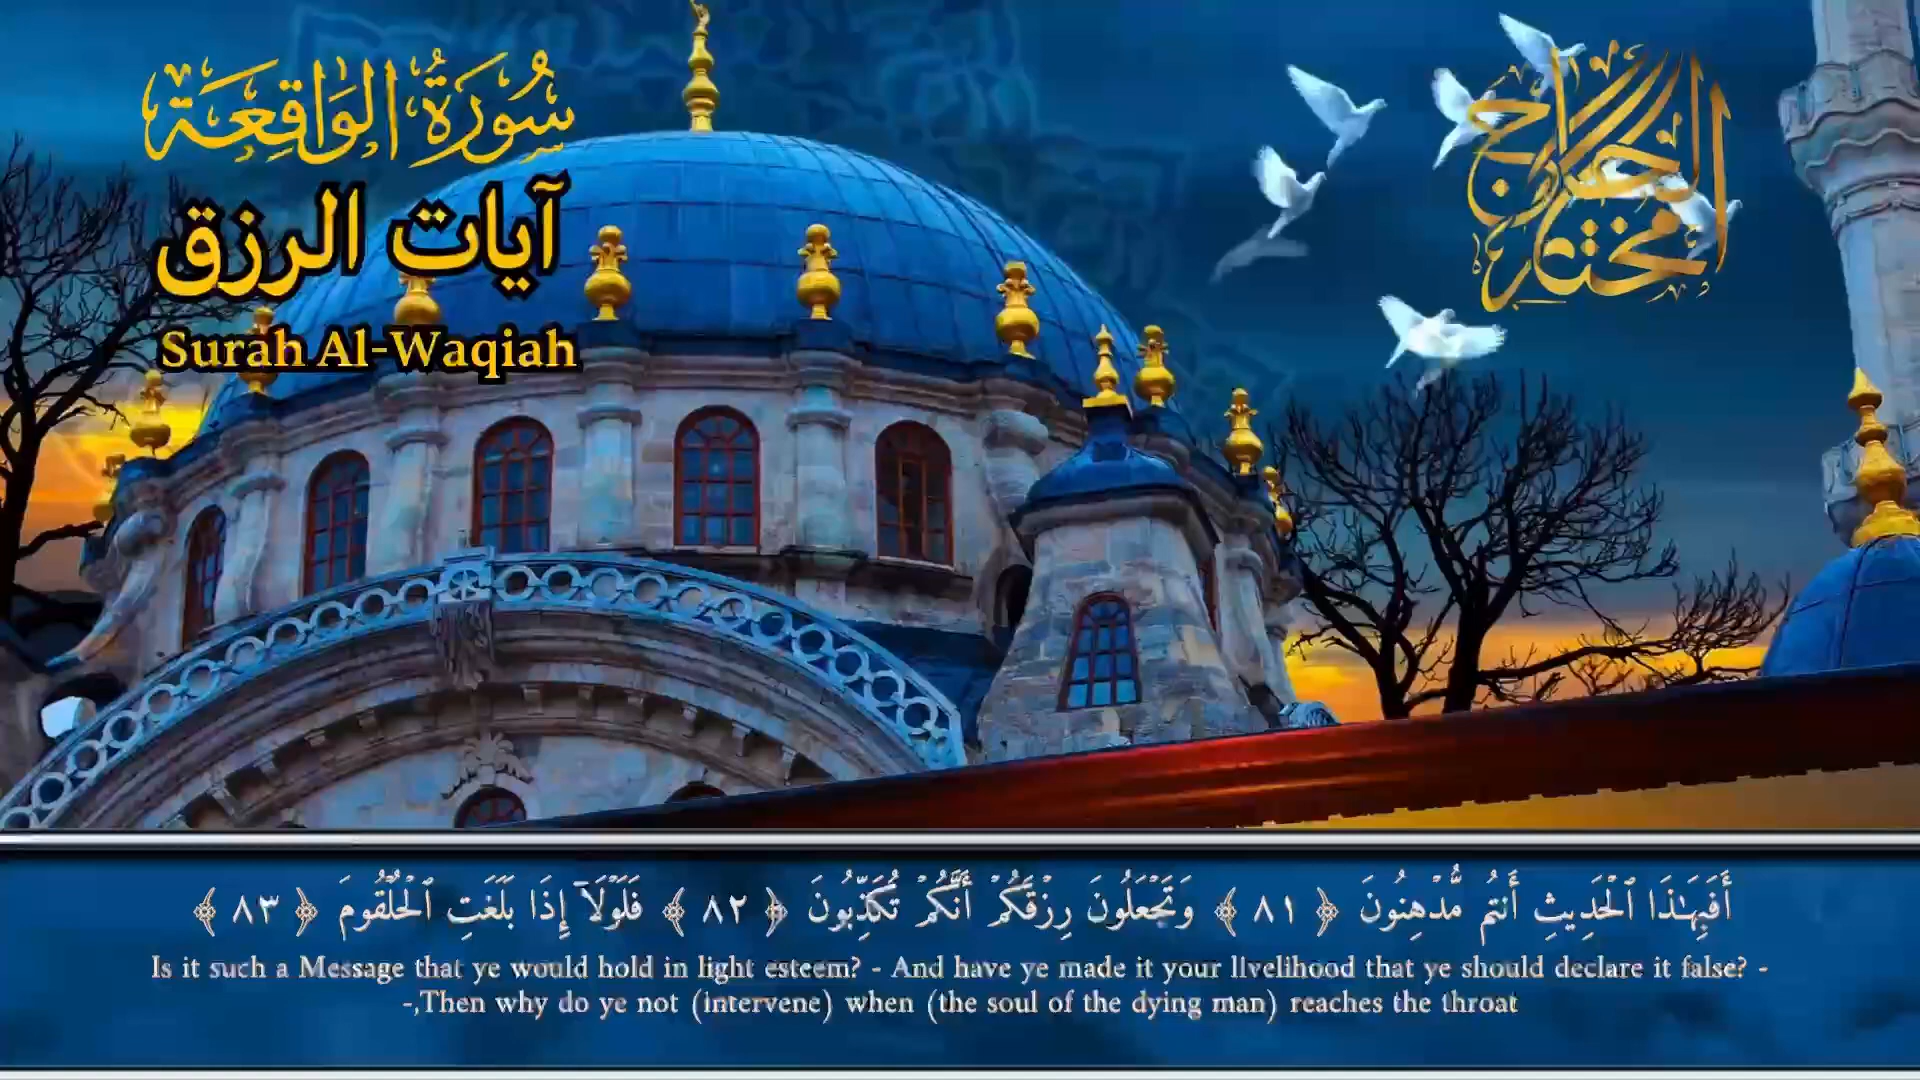 سُورَةُ الوَاقِعَة
آيات الرزق
Surah Al-Waqiah
الحاج
مختار
أَفَبِهَـٰذَا ٱلْحَدِيثِ أَنتُم مُّدْهِنُونَ ﴿٨١﴾ وَتَجْعَلُونَ رِزْقَكُمْ أَنَّكُمْ تُكَذِّبُونَ ﴿٨٢﴾ فَلَوْلَآ إِذَا بَلَغَتِ ٱلْحُلْقُومَ ﴿٨٣﴾
Is it such a Message that ye would hold in light esteem? - And have ye made it your livelihood that ye should declare it false? -
-,Then why do ye not (intervene) when (the soul of the dying man) reaches the throat